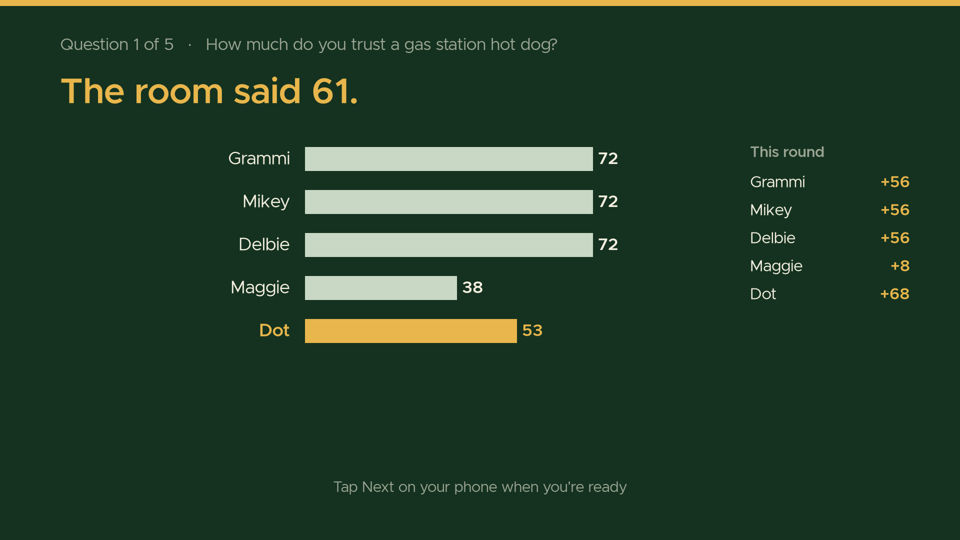 Question 1 of 5 · How much do you trust a gas station hot dog?
The room said 61.
Grammi 72
Mikey 72
Delbie 72
Maggie 38
Dot 53
This round
Grammi +56
Mikey +56
Delbie +56
Maggie +8
Dot +68
Tap Next on your phone when you're ready